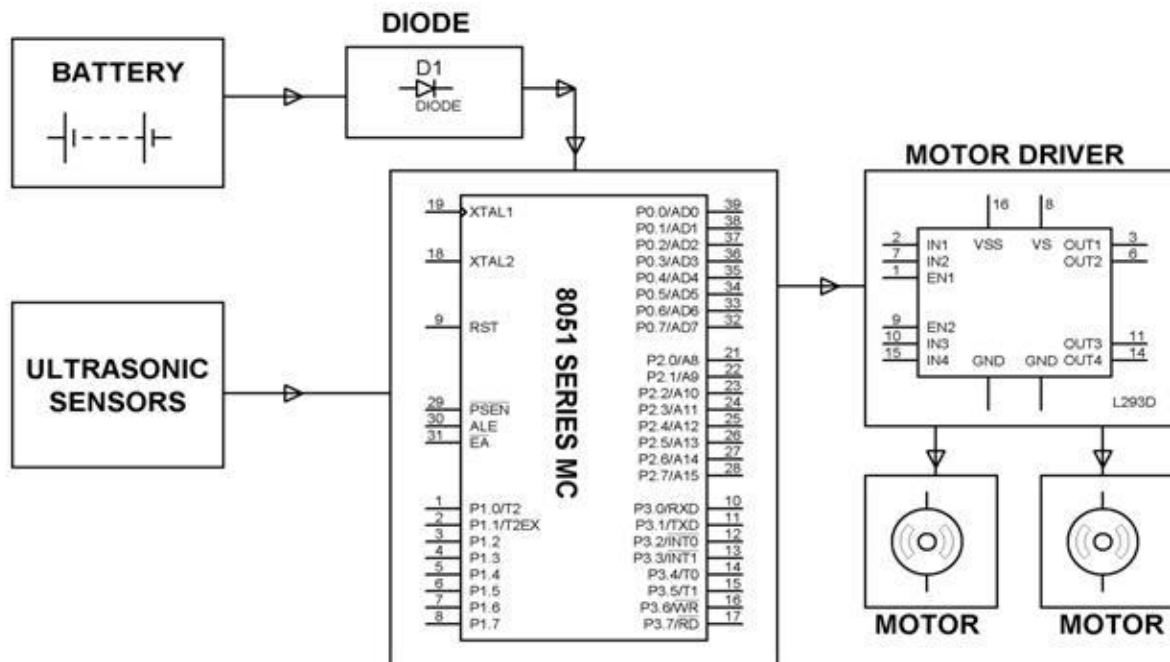 DIODE
BATTERY
D1
DIODE
MOTOR DRIVER
ULTRASONIC
SENSORS
8051 SERIES MC
19 XTAL1
18 XTAL2
9 RST
29 PSEN
30 ALE
31 EA
1 P1.0/T2
2 P1.1/T2EX
3 P1.2
4 P1.3
5 P1.4
6 P1.5
7 P1.6
8 P1.7
P0.0/AD0 39
P0.1/AD1 38
P0.2/AD2 37
P0.3/AD3 36
P0.4/AD4 35
P0.5/AD5 34
P0.6/AD6 33
P0.7/AD7 32
P2.0/A8 21
P2.1/A9 22
P2.2/A10 23
P2.3/A11 24
P2.4/A12 25
P2.5/A13 26
P2.6/A14 27
P2.7/A15 28
P3.0/RXD 10
P3.1/TXD 11
P3.2/INT0 12
P3.3/INT1 13
P3.4/T0 14
P3.5/T1 15
P3.6/WR 16
P3.7/RD 17
16 8
2 IN1 VSS VS OUT1 3
7 IN2 OUT2 6
1 EN1
9 EN2
10 IN3 OUT3 11
15 IN4 GND GND OUT4 14
L293D
MOTOR MOTOR